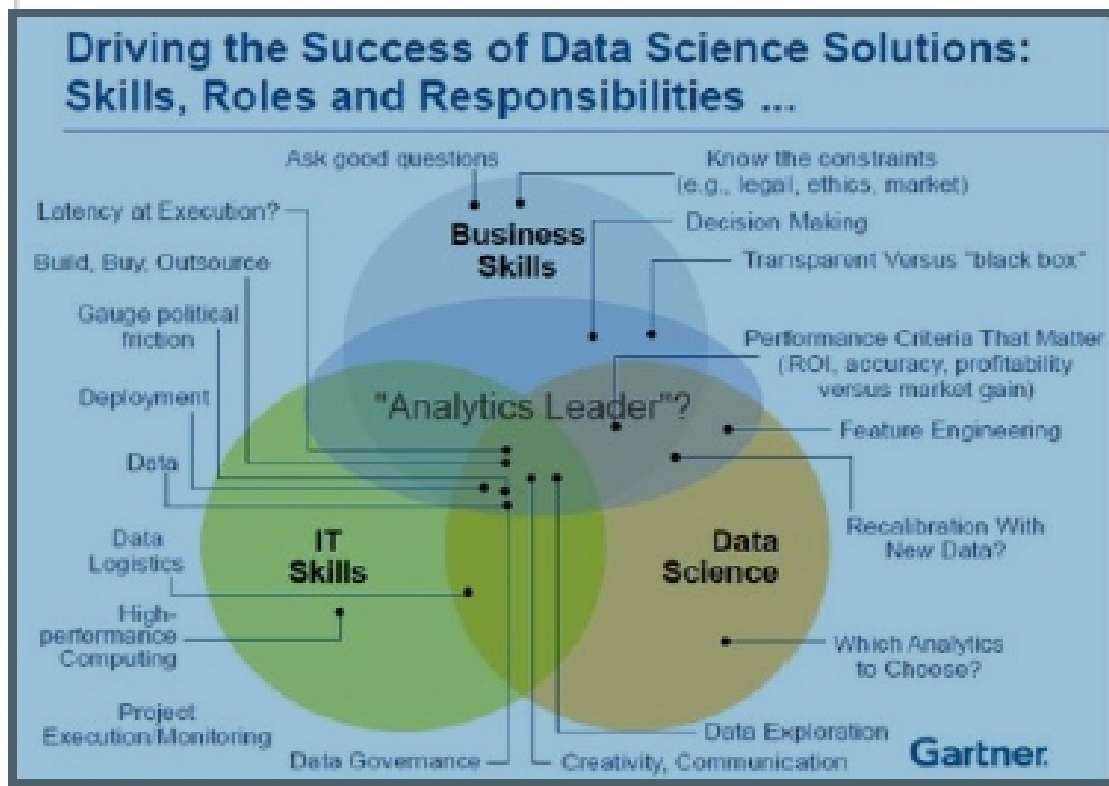 Driving the Success of Data Science Solutions:
Skills, Roles and Responsibilities ...
Ask good questions
Know the constraints
(e.g., legal, ethics, market)
Latency at Execution?
Decision Making
Business
Skills
Build, Buy, Outsource
Transparent Versus "black box"
Gauge political
friction
Performance Criteria That Matter
(ROI, accuracy, profitability
versus market gain)
Deployment
"Analytics Leader"?
Feature Engineering
Data
Data
Logistics
IT
Skills
Data
Science
Recalibration With
New Data?
High-
performance
Computing
Which Analytics
to Choose?
Project
Execution/Monitoring
Data Exploration
Data Governance
Creativity, Communication
Gartner.